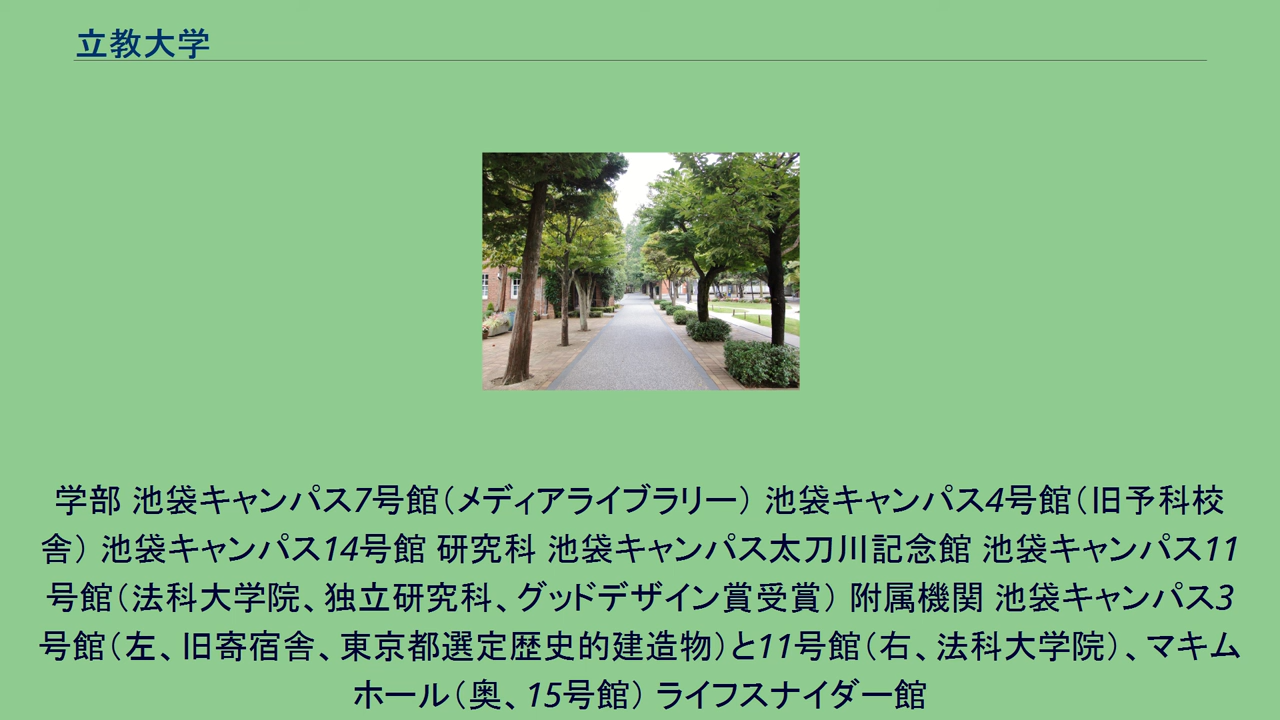 立教大学
学部 池袋キャンパス7号館（メディアライブラリー） 池袋キャンパス4号館（旧予科校
舎） 池袋キャンパス14号館 研究科 池袋キャンパス太刀川記念館 池袋キャンパス11
号館（法科大学院、独立研究科、グッドデザイン賞受賞） 附属機関 池袋キャンパス3
号館（左、旧寄宿舎、東京都選定歴史的建造物）と11号館（右、法科大学院）、マキム
ホール（奥、15号館） ライフスナイダー館